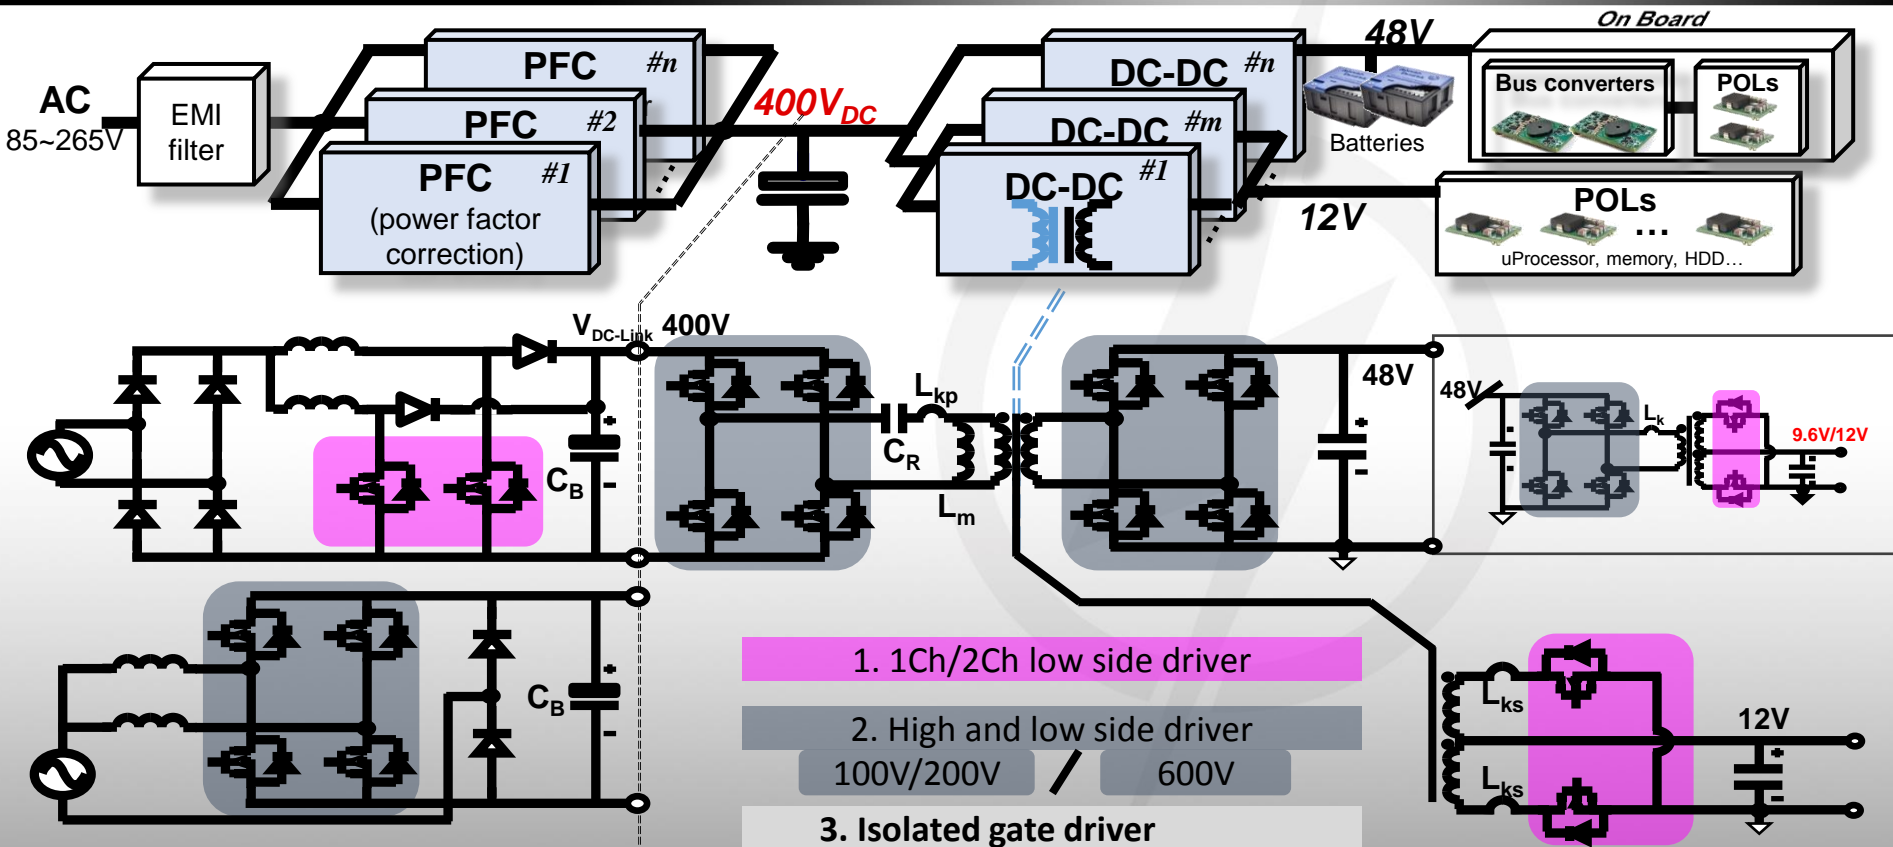 On Board
AC
85~265V
EMI
filter
PFC #n
PFC #2
PFC #1
(power factor
correction)
400VDC
DC-DC #n
DC-DC #m
DC-DC #1
48V
Batteries
Bus converters
POLs
12V
POLs
...
uProcessor, memory, HDD...
VDC-Link 400V
CB
Lkp
CR
Lm
48V
48V
Lk
9.6V/12V
CB
1. 1Ch/2Ch low side driver
2. High and low side driver
100V/200V / 600V
3. Isolated gate driver
Lks
Lks
12V